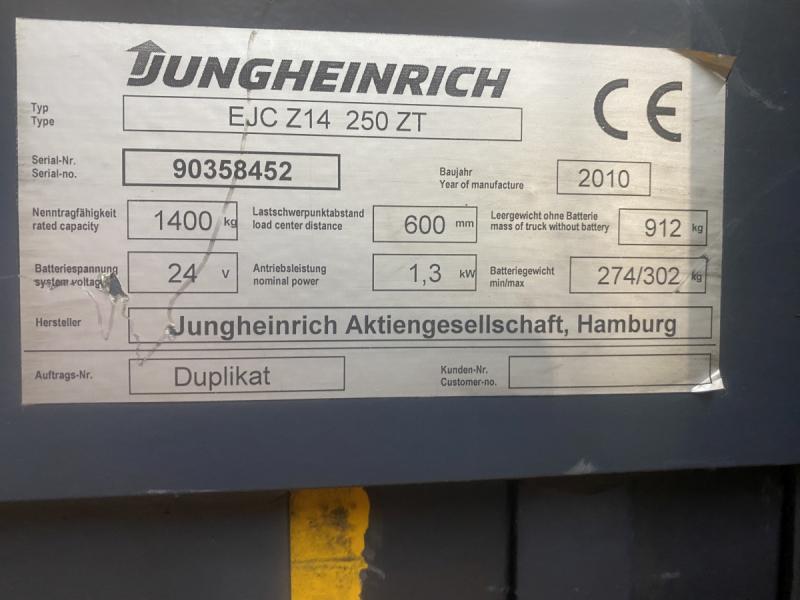 JUNGHEINRICH
Typ
Type
EJC Z14 250 ZT
CE
Serial-Nr.
Serial-no.
90358452
Baujahr
Year of manufacture
2010
Nenntragfähigkeit
rated capacity
1400 kg
Lastschwerpunktabstand
load center distance
600 mm
Leergewicht ohne Batterie
mass of truck without battery
912 kg
Batteriespannung
system voltage
24 v
Antriebsleistung
nominal power
1,3 kW
Batteriegewicht
min/max
274/302 kg
Hersteller
Jungheinrich Aktiengesellschaft, Hamburg
Auftrags-Nr.
Duplikat
Kunden-Nr.
Customer-no.